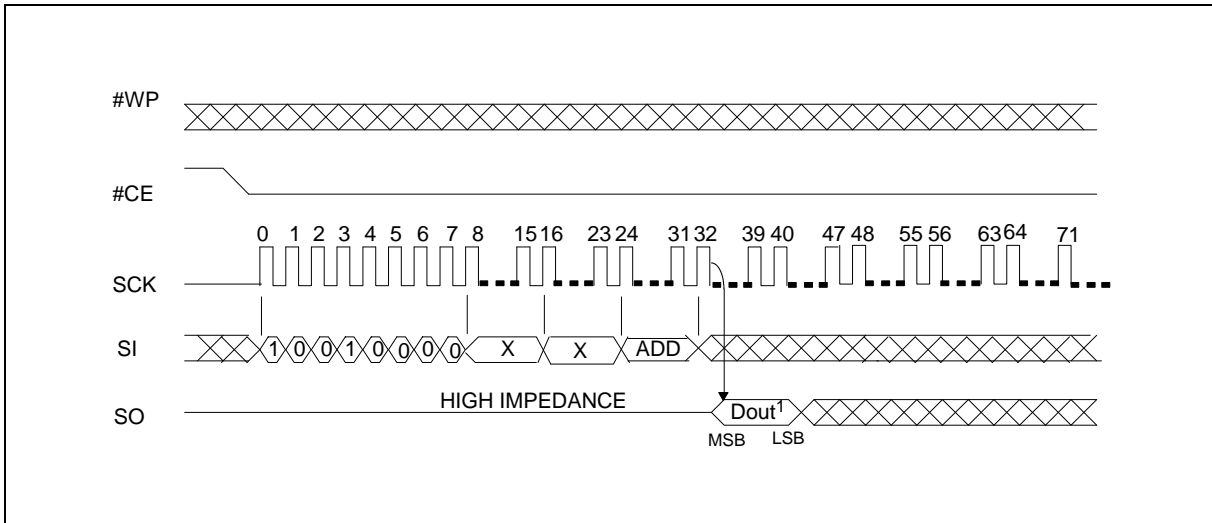 #WP
#CE
0 1 2 3 4 5 6 7 8 15 16 23 24 31 32 39 40 47 48 55 56 63 64 71
SCK
SI 1 0 0 1 0 0 0 0 X X ADD
HIGH IMPEDANCE
SO Dout1
MSB LSB